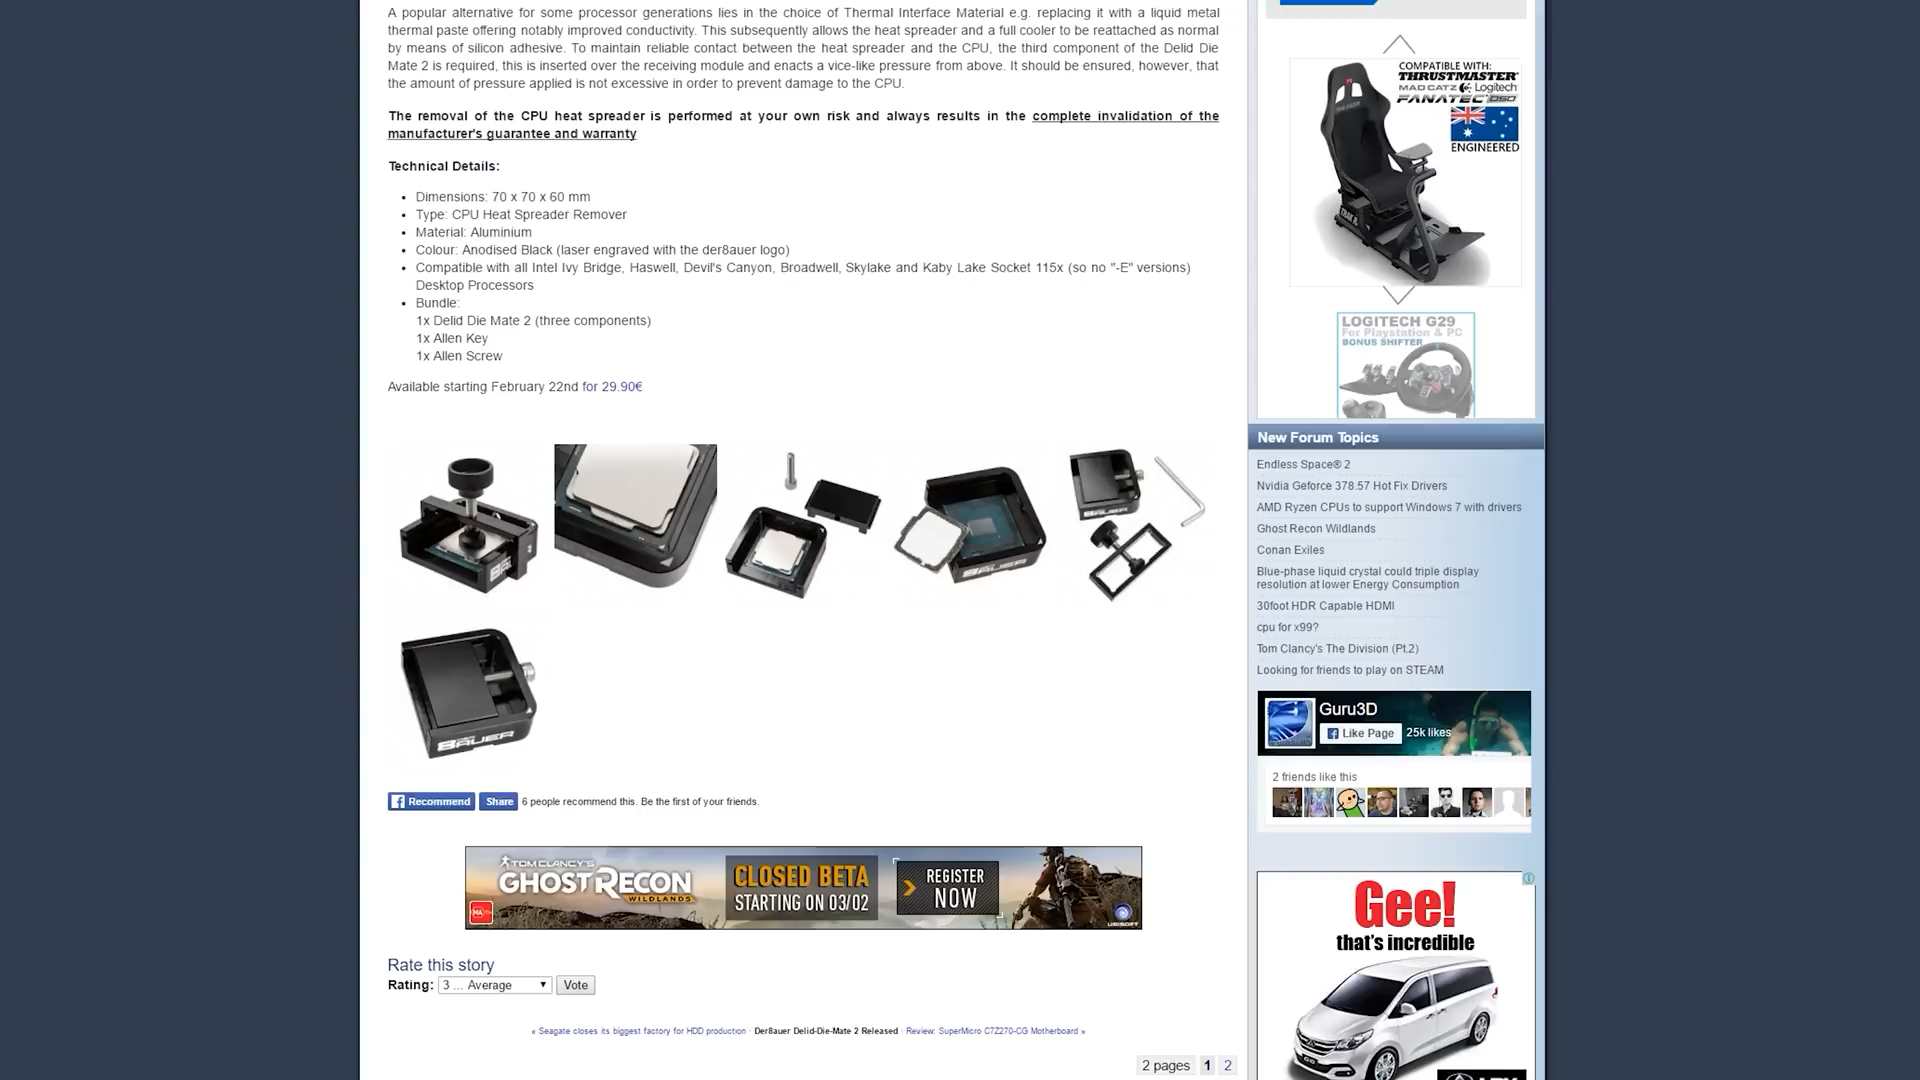 A popular alternative for some processor generations lies in the choice of Thermal Interface Material e.g. replacing it with a liquid metal
thermal paste offering notably improved conductivity. This subsequently allows the heat spreader and a full cooler to be reattached as normal
by means of silicon adhesive. To maintain reliable contact between the heat spreader and the CPU, the third component of the Delid Die
Mate 2 is required, this is inserted over the receiving module and enacts a vice-like pressure from above. It should be ensured, however, that
the amount of pressure applied is not excessive in order to prevent damage to the CPU.
The removal of the CPU heat spreader is performed at your own risk and always results in the complete invalidation of the
manufacturer's guarantee and warranty
Technical Details:
Dimensions: 70 x 70 x 60 mm
Type: CPU Heat Spreader Remover
Material: Aluminium
Colour: Anodised Black (laser engraved with the der8auer logo)
Compatible with all Intel Ivy Bridge, Haswell, Devil's Canyon, Broadwell, Skylake and Kaby Lake Socket 115x (so no "-E" versions)
Desktop Processors
Bundle:
1x Delid Die Mate 2 (three components)
1x Allen Key
1x Allen Screw
Available starting February 22nd for 29.90€
8AUER
Recommend
Share
6 people recommend this. Be the first of your friends.
TOM CLANCY'S
GHOST RECON
WILDLANDS
CLOSED BETA
STARTING ON 03/02
REGISTER
NOW
MA
UBISOFT
Rate this story
Rating: 3 ... Average
Vote
« Seagate closes its biggest factory for HDD production · Der8auer Delid-Die-Mate 2 Released · Review: SuperMicro C7Z270-CG Motherboard »
2 pages 1 2
COMPATIBLE WITH:
THRUSTMASTER
MAD CATZ Logitech
FANATEC OSD
ENGINEERED
LOGITECH G29
For Playstation & PC
BONUS SHIFTER
New Forum Topics
Endless Space® 2
Nvidia Geforce 378.57 Hot Fix Drivers
AMD Ryzen CPUs to support Windows 7 with drivers
Ghost Recon Wildlands
Conan Exiles
Blue-phase liquid crystal could triple display
resolution at lower Energy Consumption
30foot HDR Capable HDMI
cpu for x99?
Tom Clancy's The Division (Pt.2)
Looking for friends to play on STEAM
Guru3D
Like Page
25k likes
2 friends like this
Gee!
that's incredible